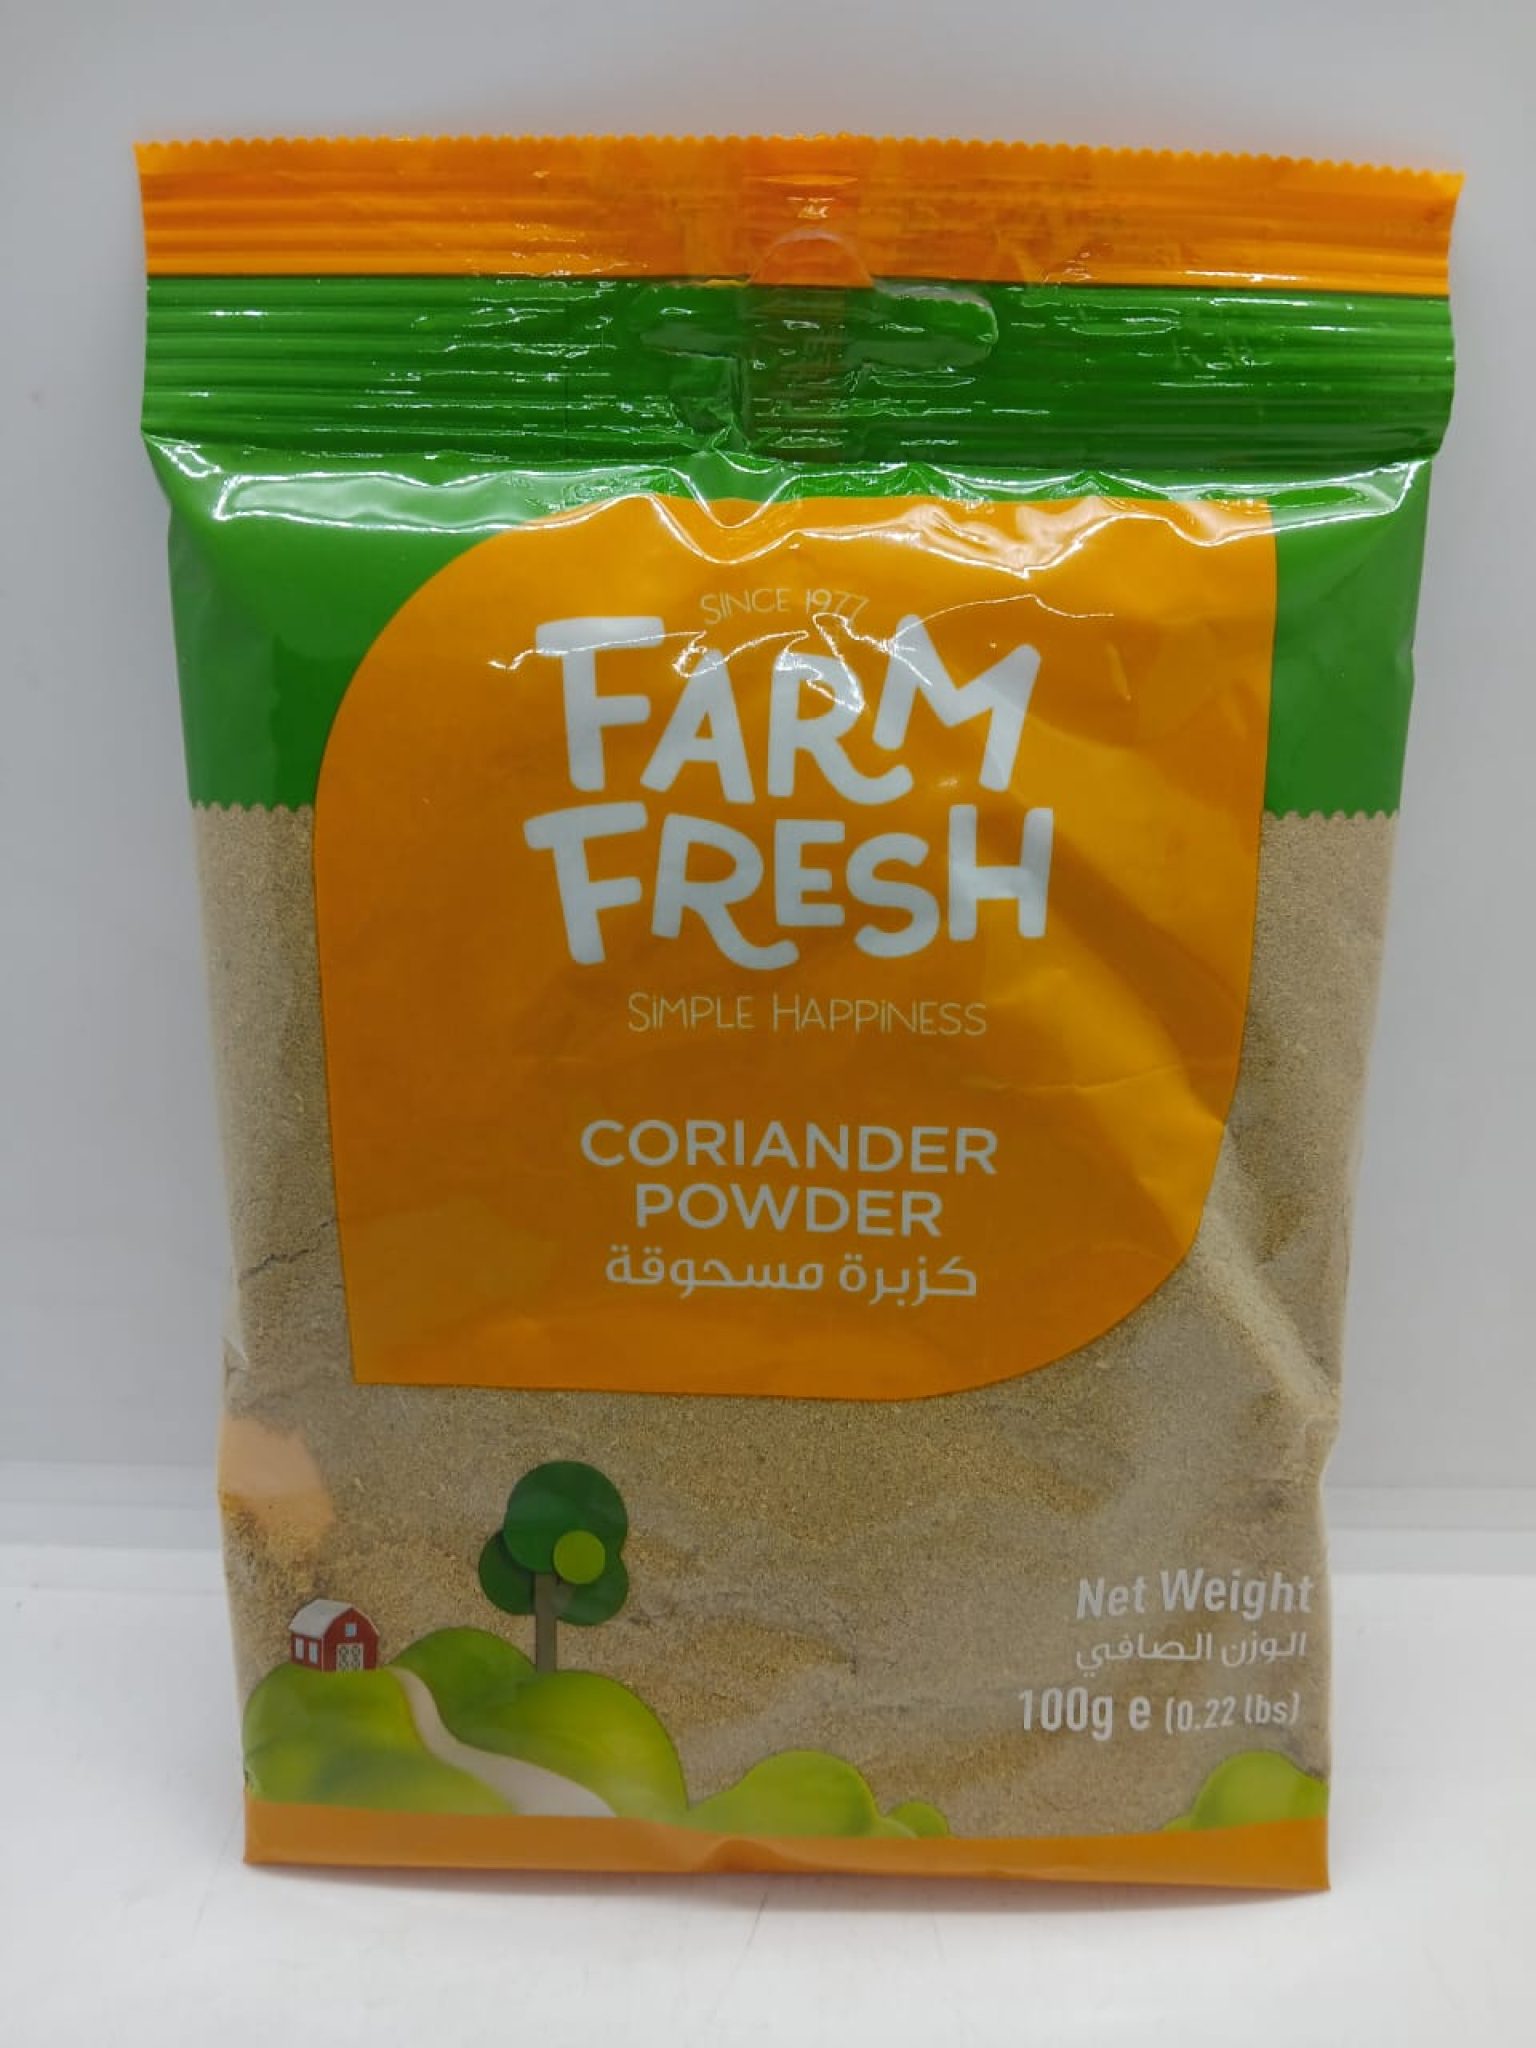 SINCE 1977
FARM
FRESH
SIMPLE HAPPINESS
CORIANDER
POWDER
كزبرة مسحوقة
Net Weight
الوزن الصافي
100g e (0.22 lbs)